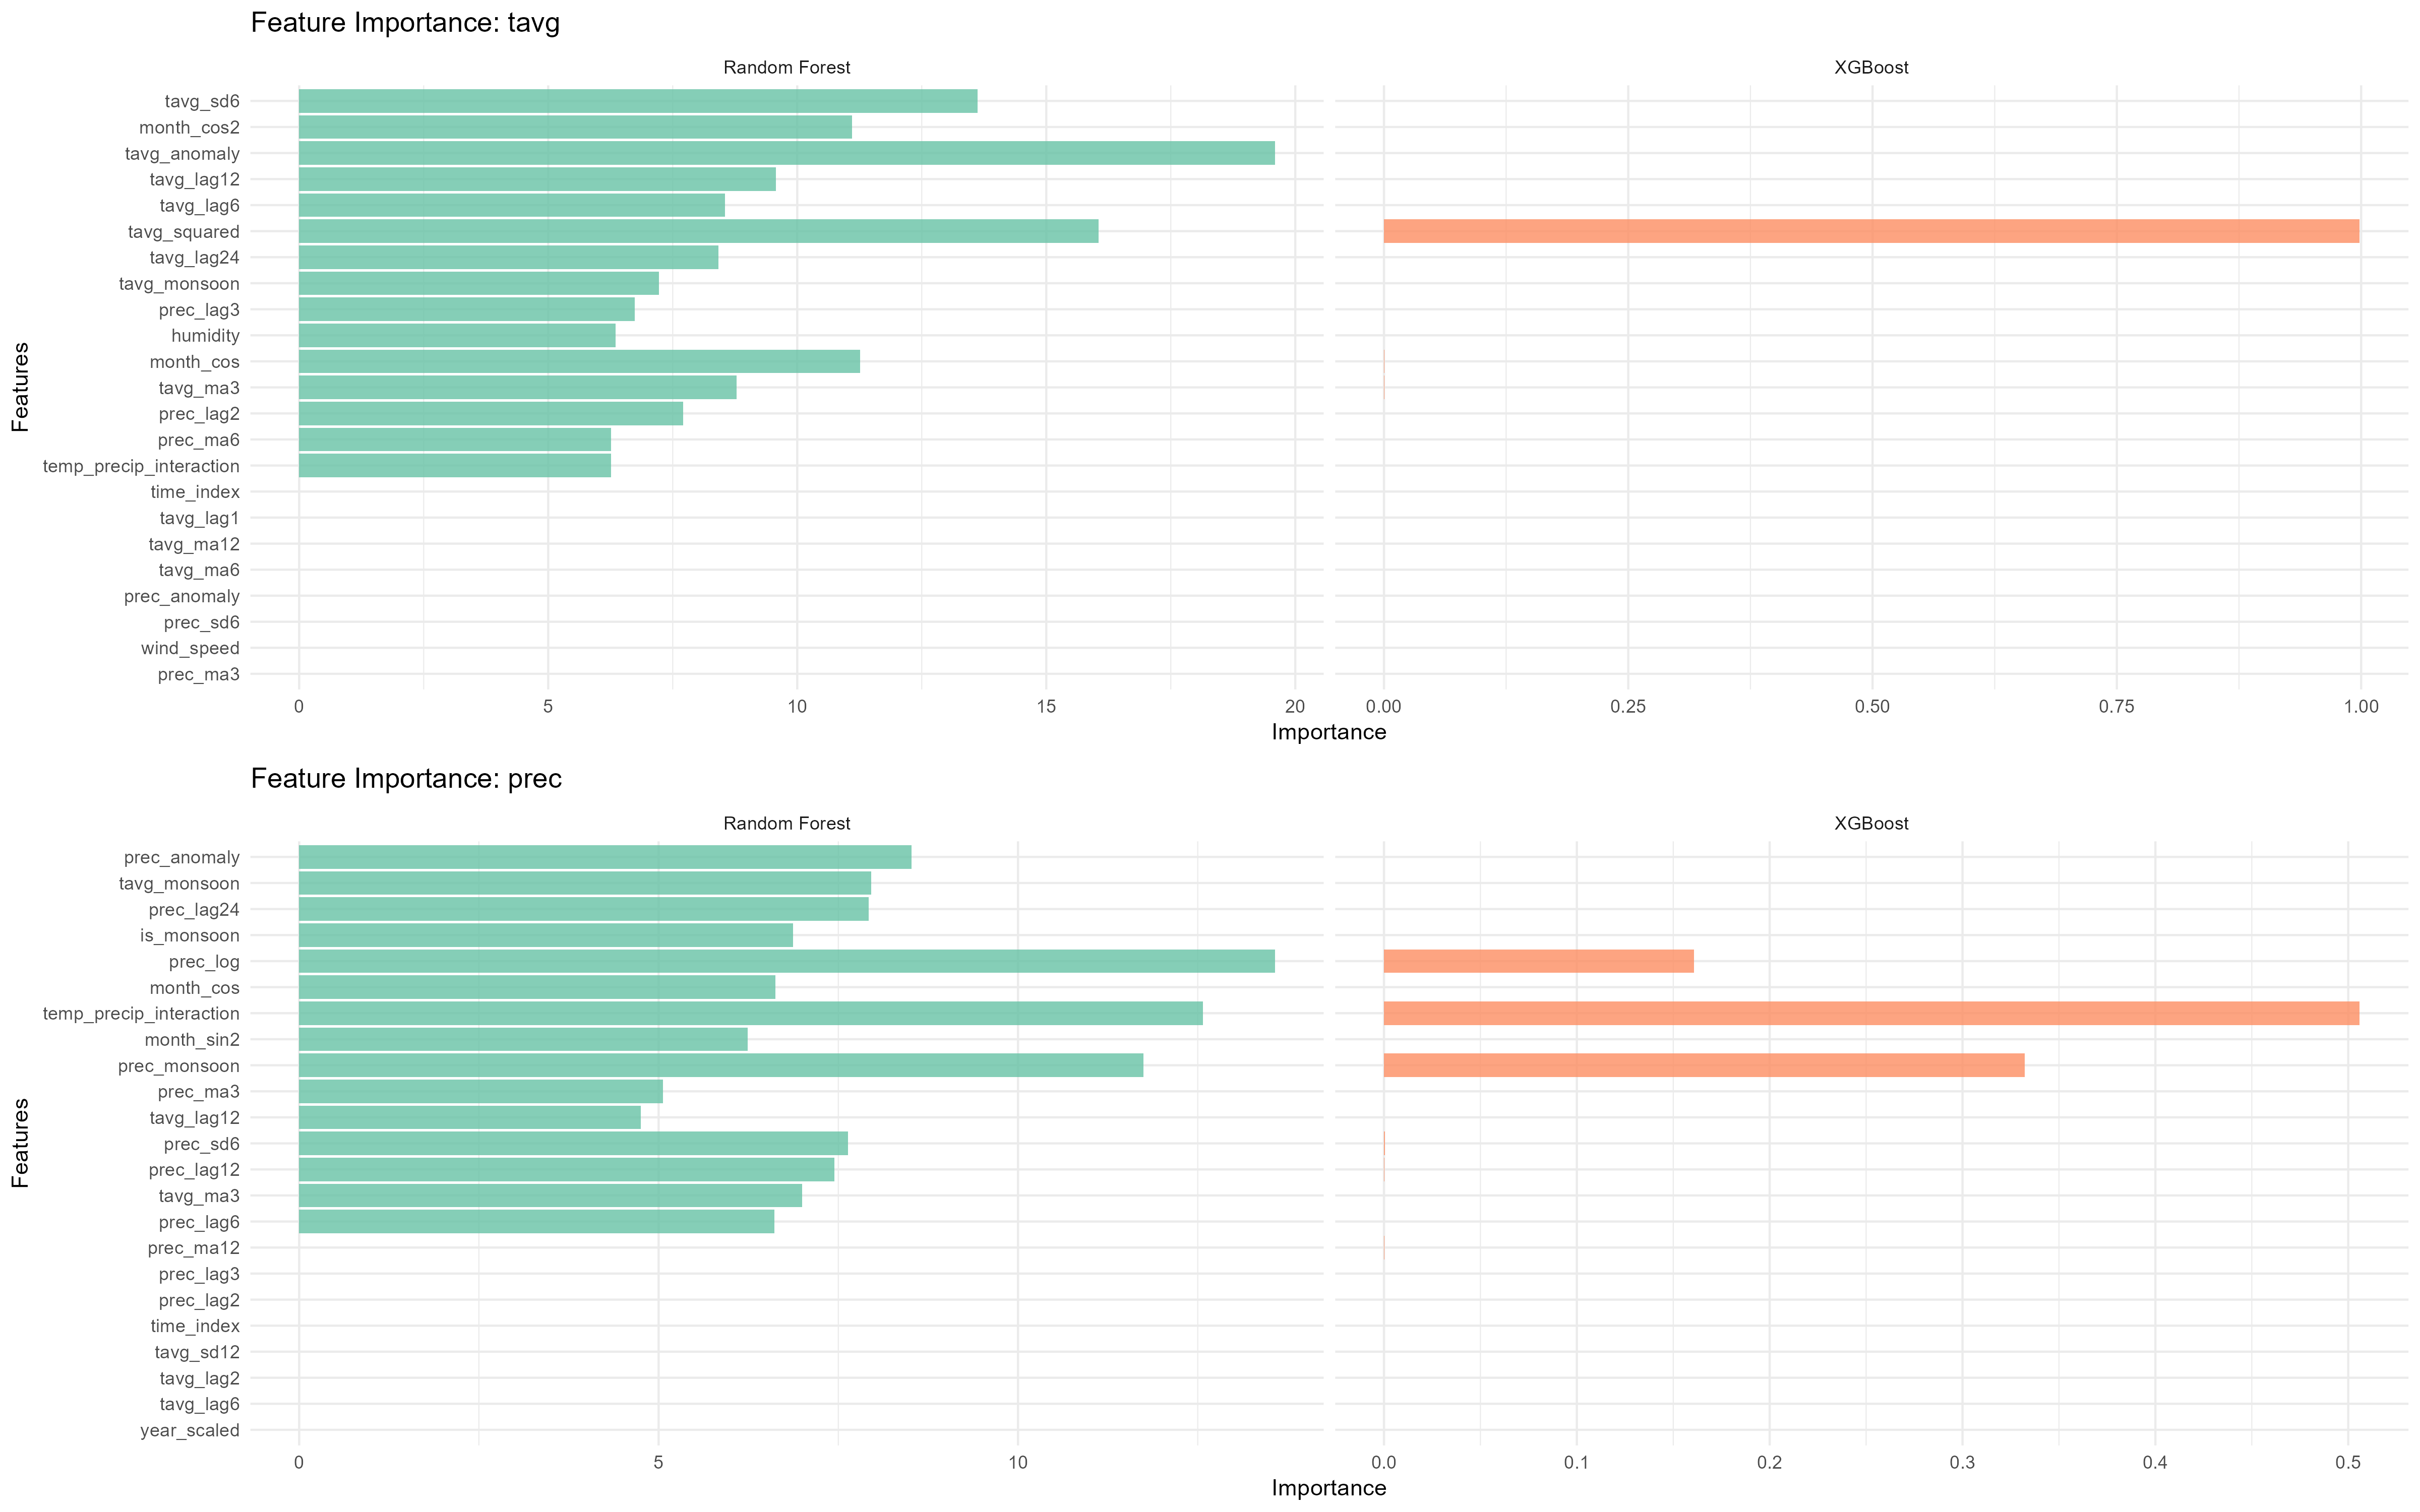 Feature Importance: tavg
Random Forest
XGBoost
Features
tavg_sd6
month_cos2
tavg_anomaly
tavg_lag12
tavg_lag6
tavg_squared
tavg_lag24
tavg_monsoon
prec_lag3
humidity
month_cos
tavg_ma3
prec_lag2
prec_ma6
temp_precip_interaction
time_index
tavg_lag1
tavg_ma12
tavg_ma6
prec_anomaly
prec_sd6
wind_speed
prec_ma3
0 5 10 15 20 0.00 0.25 0.50 0.75 1.00
Importance
Feature Importance: prec
Random Forest
XGBoost
Features
prec_anomaly
tavg_monsoon
prec_lag24
is_monsoon
prec_log
month_cos
temp_precip_interaction
month_sin2
prec_monsoon
prec_ma3
tavg_lag12
prec_sd6
prec_lag12
tavg_ma3
prec_lag6
prec_ma12
prec_lag3
prec_lag2
time_index
tavg_sd12
tavg_lag2
tavg_lag6
year_scaled
0 5 10 0.0 0.1 0.2 0.3 0.4 0.5
Importance